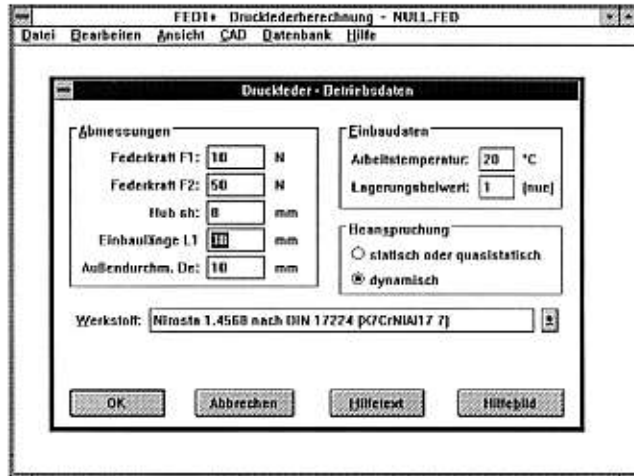 FED1+ Druckfederberechnung - NULL.FED
Datei Bearbeiten Ansicht CAD Datenbank Hilfe
Druckfeder - Betriebsdaten
Abmessungen
Federkraft F1: 10 N
Federkraft F2: 50 N
Hub sh: 8 mm
Einbaulänge L1 mm
Außendurchm. De: 10 mm
Einbaudaten
Arbeitstemperatur: 20 °C
Lagerungsbeiwert: 1 (nue)
Beanspruchung
statisch oder quasistatisch
dynamisch
Werkstoff: Nirosta 1.4568 nach DIN 17224 (X7CrNiAl17 7)
OK Abbrechen Hilfetext Hilfebild